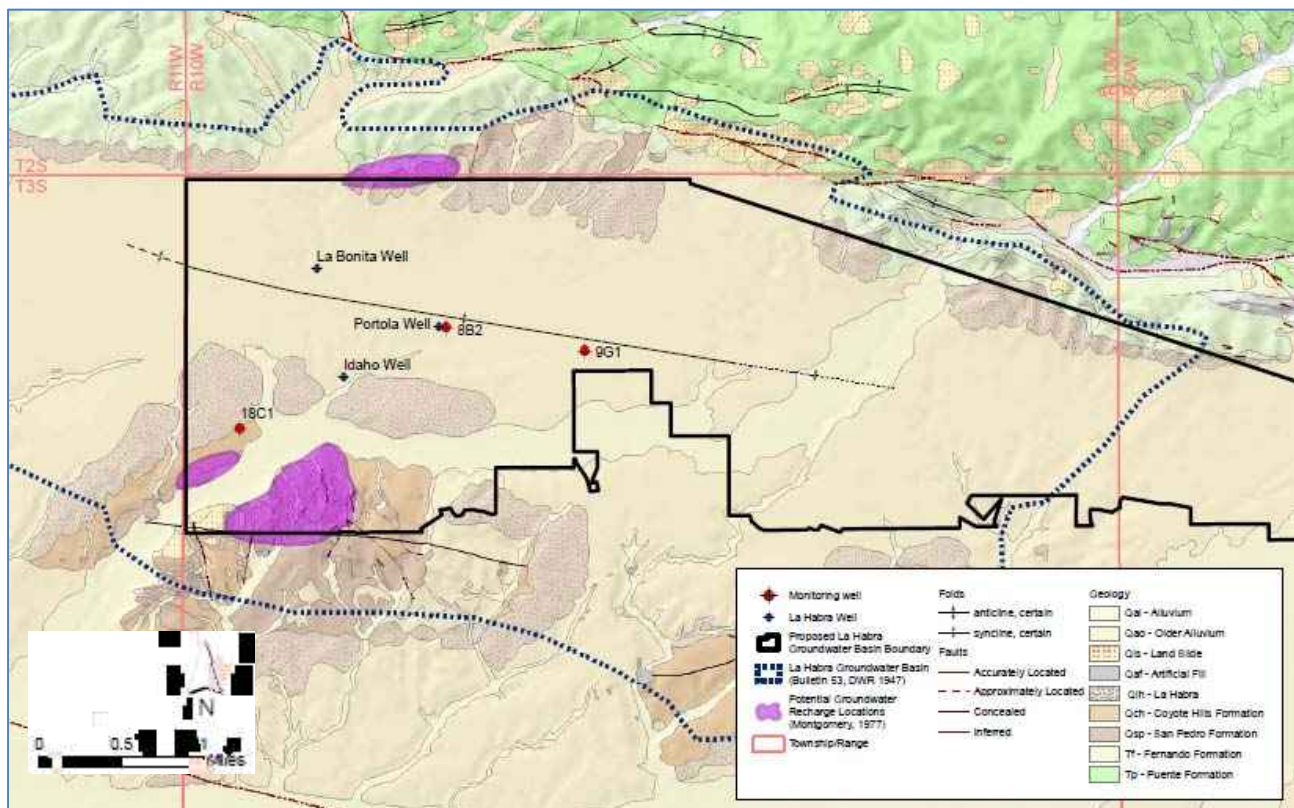 R11W
R10W
T2S
T3S
La Bonita Well
Portola Well
8B2
9G1
Idaho Well
18C1
N
0
0.5
1
Miles
Monitoring well
La Habra Well
Proposed La Habra
Groundwater Basin Boundary
La Habra Groundwater Basin
(Bulletin 53, DWR 1947)
Potential Groundwater
Recharge Locations
(Montgomery, 1977)
Township/Range
Folds
anticline, certain
syncline, certain
Faults
Accurately Located
Approximately Located
Concealed
Inferred
Geology
Qal - Alluvium
Qao - Older Alluvium
Qls - Land Slide
Qaf - Artificial Fill
Qlh - La Habra
Qch - Coyote Hills Formation
Qsp - San Pedro Formation
Tf - Fernando Formation
Tp - Puente Formation